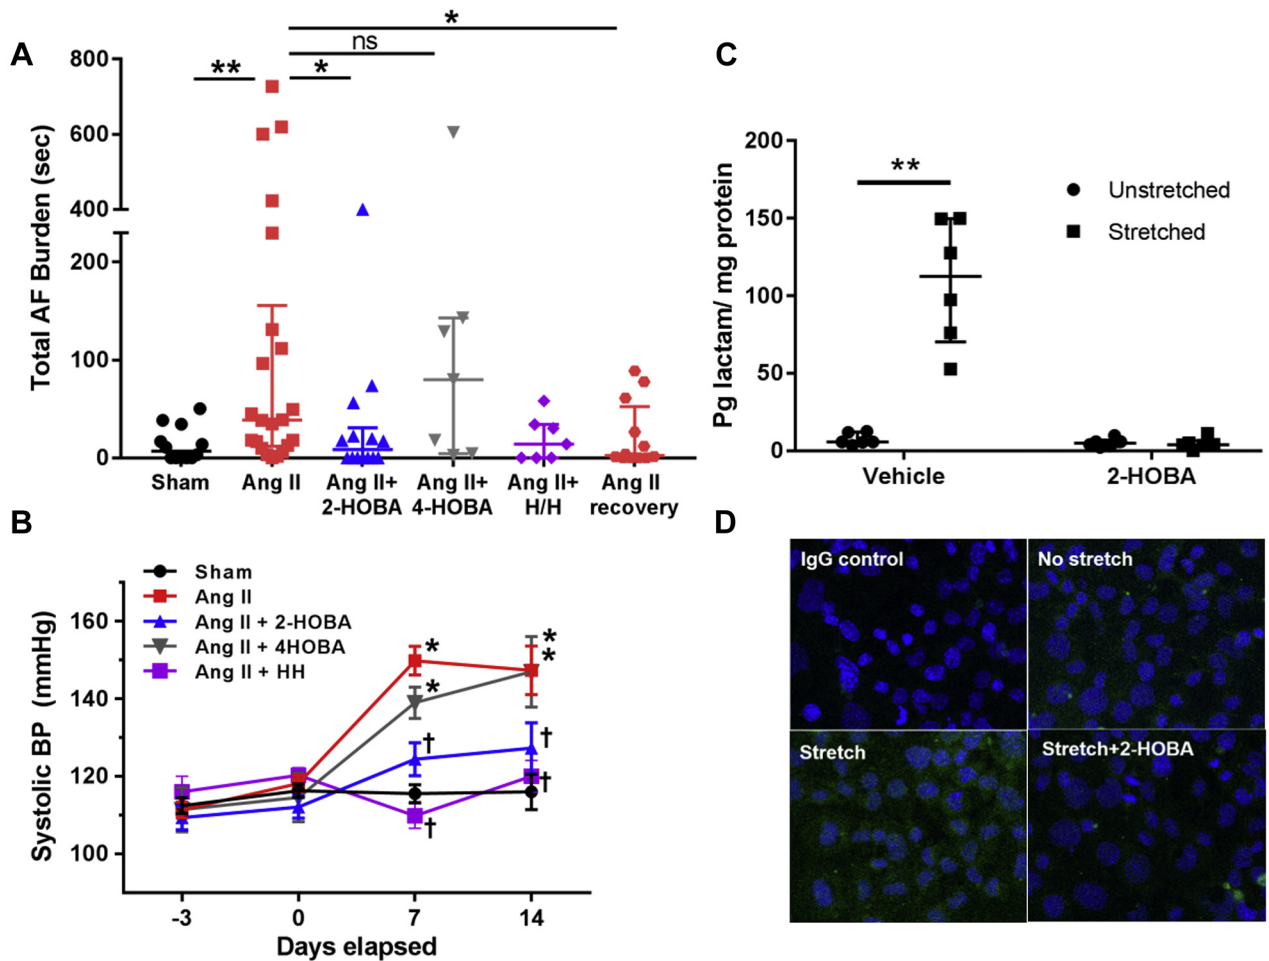 A
Total AF Burden (sec)
800
600
400
200
100
0
**
*
ns
*
Sham
Ang II
Ang II+
2-HOBA
Ang II+
4-HOBA
Ang II+
H/H
Ang II
recovery
C
Pg lactam/ mg protein
200
150
100
50
0
**
Unstretched
Stretched
Vehicle
2-HOBA
B
Sham
Ang II
Ang II + 2-HOBA
Ang II + 4HOBA
Ang II + HH
Systolic BP (mmHg)
160
140
120
100
*
*
*
*
†
†
†
†
-3
0
7
14
Days elapsed
D
IgG control
No stretch
Stretch
Stretch+2-HOBA